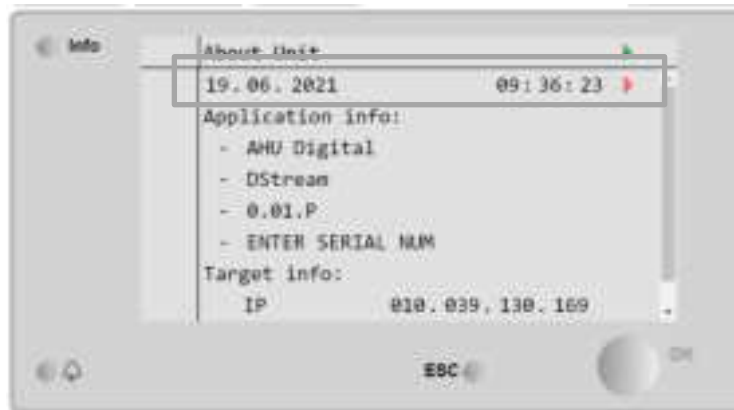 Info
About Unit
19.06.2021 09:36:23
Application info:
- AHU Digital
- DStream
- 0.01.P
- ENTER SERIAL NUM
Target info:
IP 010.039.130.169
ESC
OK